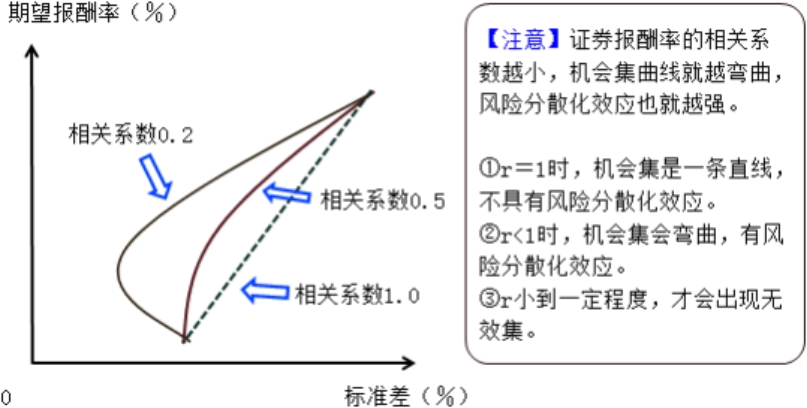 期望报酬率（％）
相关系数0.2
相关系数0.5
相关系数1.0
0
标准差（％）
【注意】证券报酬率的相关系
数越小，机会集曲线就越弯曲，
风险分散化效应也就越强。
①r＝1时，机会集是一条直线，
不具有风险分散化效应。
②r<1时，机会集会弯曲，有风
险分散化效应。
③r小到一定程度，才会出现无
效集。